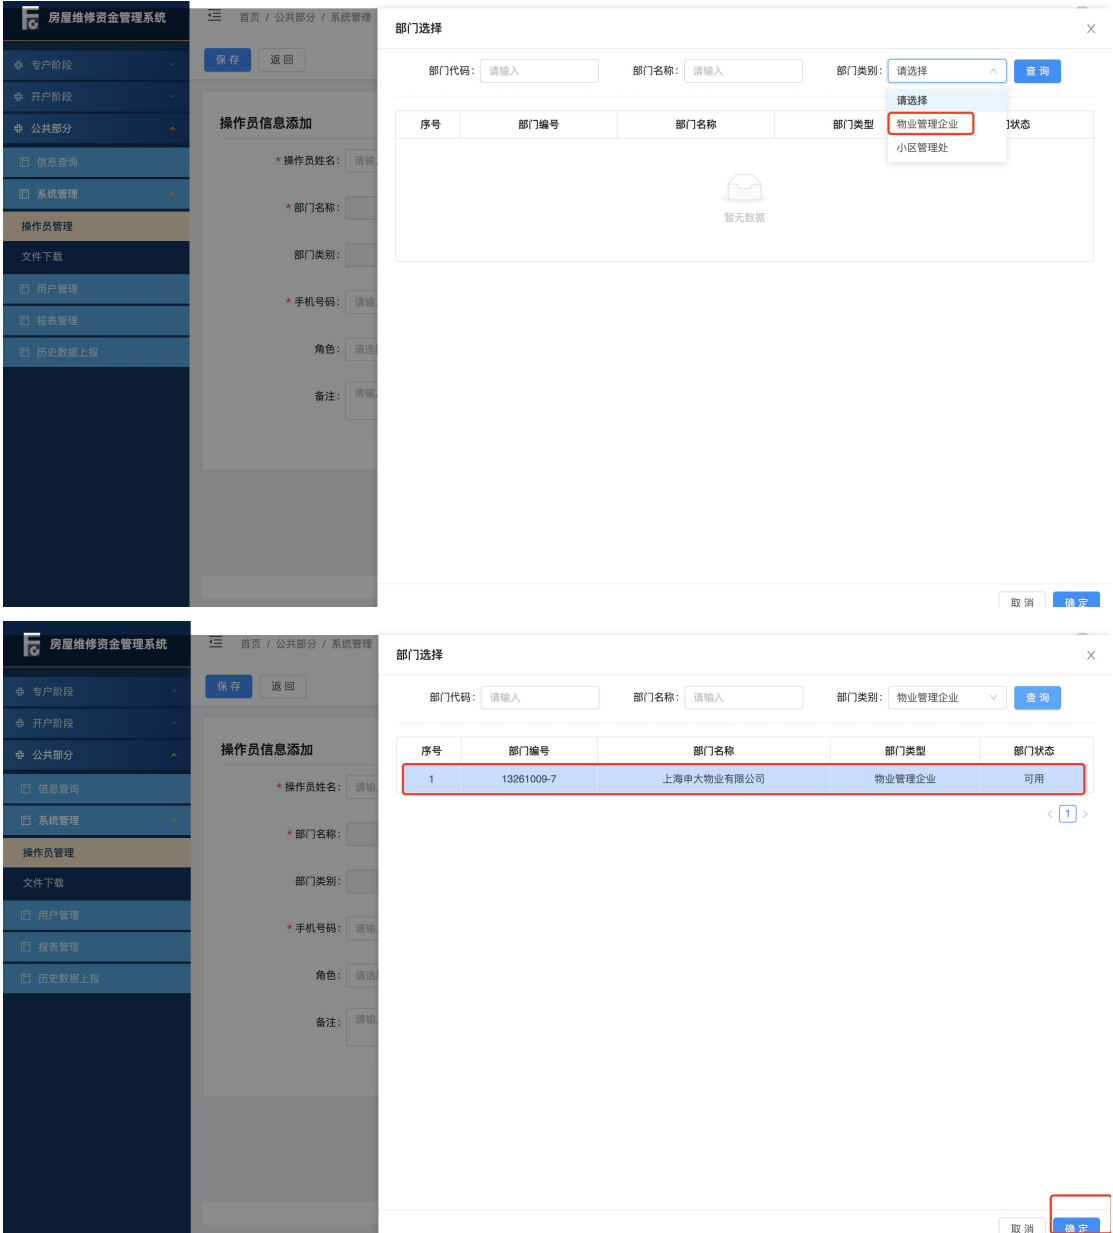 房屋维修资金管理系统
首页 / 公共部分 / 系统管理
部门选择
保 存
返 回
部门代码：
请输入
部门名称：
请输入
部门类别：
请选择
查 询
专户阶段
开户阶段
公共部分
信息查询
系统管理
操作员管理
文件下载
用户管理
报表管理
历史数据上报
操作员信息添加
* 操作员姓名：
请输
* 部门名称：
部门类别：
* 手机号码：
请输
角色：
请选
备注：
请输
请选择
物业管理企业
小区管理处
序号
部门编号
部门名称
部门类型
状态
暂无数据
取 消
确 定
房屋维修资金管理系统
首页 / 公共部分 / 系统管理
部门选择
保 存
返 回
部门代码：
请输入
部门名称：
请输入
部门类别：
物业管理企业
查 询
专户阶段
开户阶段
公共部分
信息查询
系统管理
操作员管理
文件下载
用户管理
报表管理
历史数据上报
操作员信息添加
* 操作员姓名：
请输
* 部门名称：
部门类别：
* 手机号码：
请输
角色：
请选
备注：
请输
序号
部门编号
部门名称
部门类型
部门状态
1
13261009-7
上海申大物业有限公司
物业管理企业
可用
< 1 >
取 消
确 定